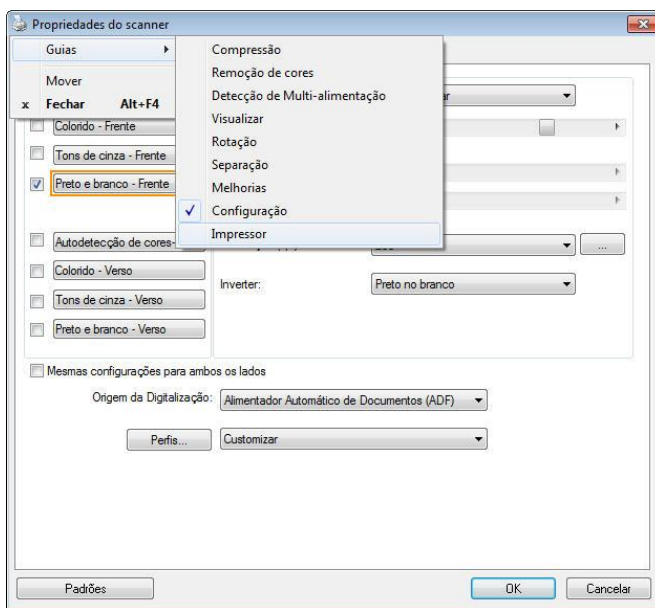 Propriedades do scanner
Guias
Mover
x Fechar Alt+F4
Compressão
Remoção de cores
Detecção de Multi-alimentação
Visualizar
Rotação
Separação
Melhorias
Configuração
Impressor
Colorido - Frente
Tons de cinza - Frente
Preto e branco - Frente
Autodetecção de cores-
Colorido - Verso
Tons de cinza - Verso
Preto e branco - Verso
...
Inverter: Preto no branco
Mesmas configurações para ambos os lados
Origem da Digitalização: Alimentador Automático de Documentos (ADF)
Perfis... Customizar
Padrões OK Cancelar